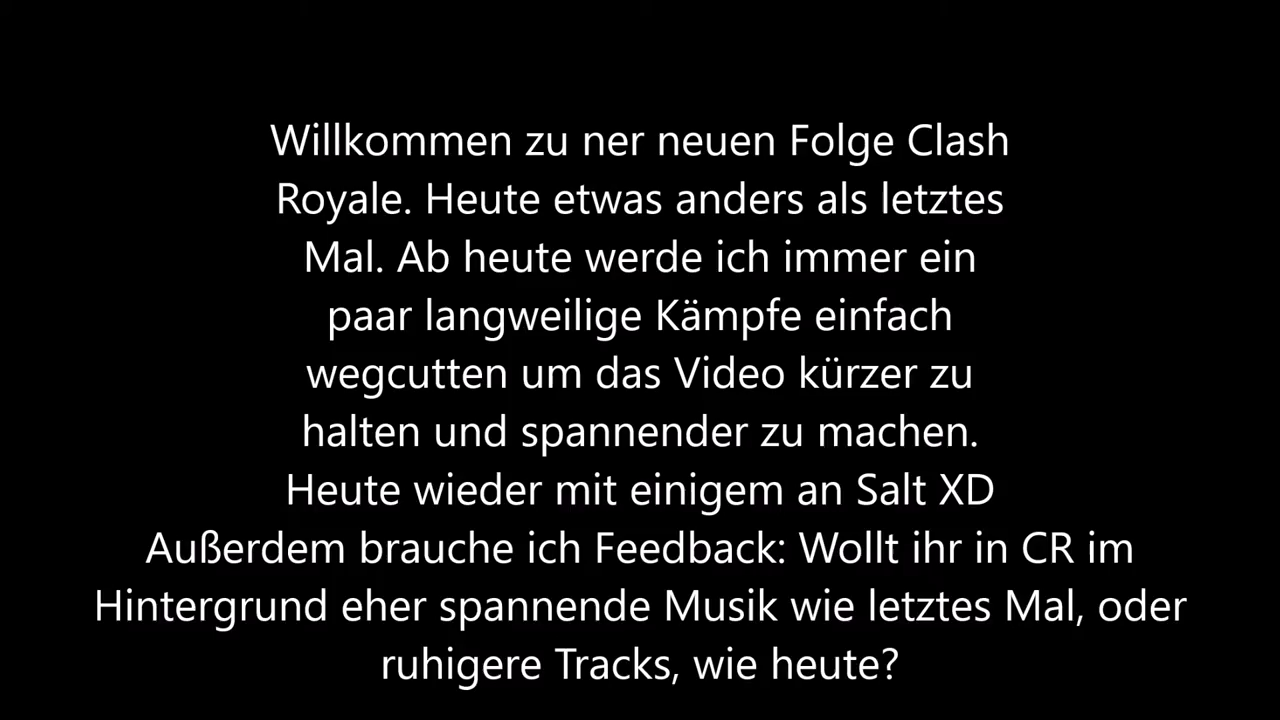 Willkommen zu ner neuen Folge Clash
Royale. Heute etwas anders als letztes
Mal. Ab heute werde ich immer ein
paar langweilige Kämpfe einfach
wegcutten um das Video kürzer zu
halten und spannender zu machen.
Heute wieder mit einigem an Salt XD
Außerdem brauche ich Feedback: Wollt ihr in CR im
Hintergrund eher spannende Musik wie letztes Mal, oder
ruhigere Tracks, wie heute?